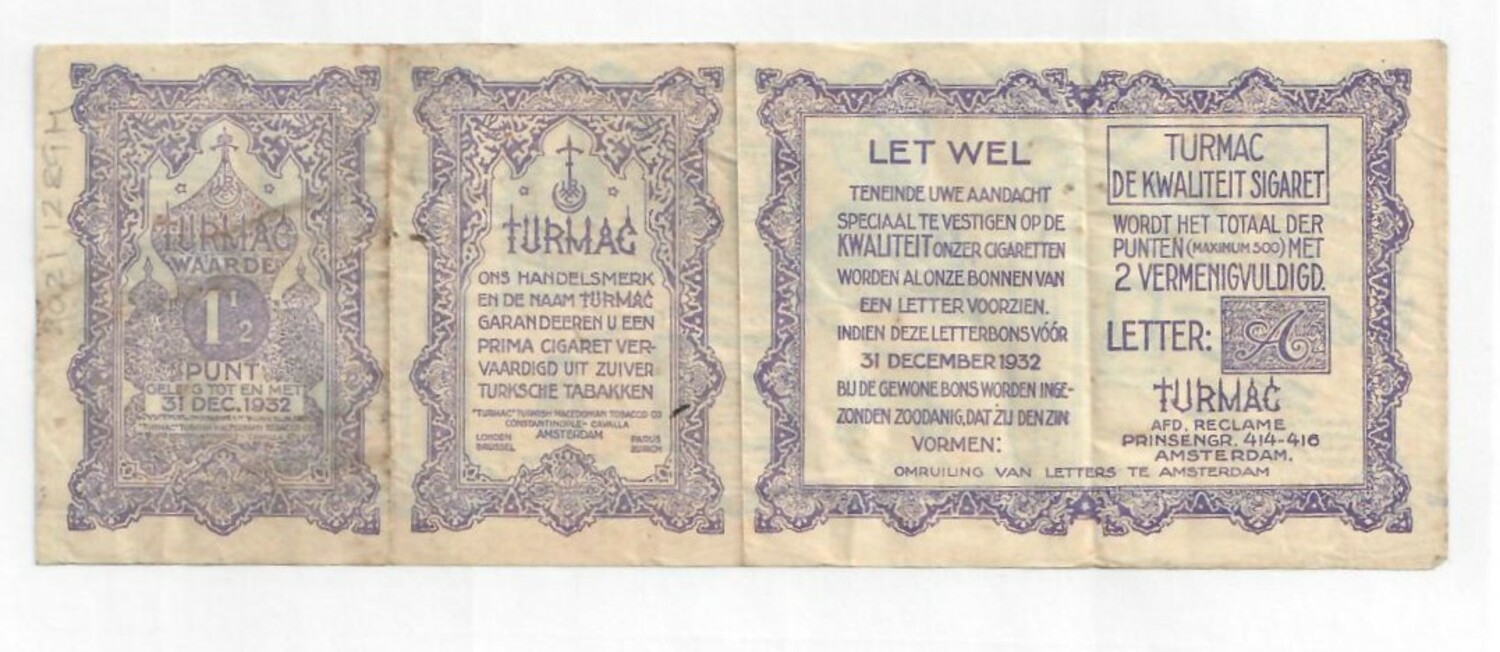 2021 12 89 H
TURMAC
WAARDE
1 1/2
PUNT
GELDIG TOT EN MET
31 DEC. 1932
TURMAC
ONS HANDELSMERK
EN DE NAAM TURMAC
GARANDEEREN U EEN
PRIMA CIGARET VER-
VAARDIGD UIT ZUIVER
TURKSCHE TABAKKEN
"TURMAC" TURKISH MACEDONIAN TOBACCO CO
CONSTANTINOPLE - CAVALLA
AMSTERDAM
LONDEN PARIJS
BRUSSEL ZURICH
LET WEL
TENEINDE UWE AANDACHT
SPECIAAL TE VESTIGEN OP DE
KWALITEIT ONZER CIGARETTEN
WORDEN AL ONZE BONNEN VAN
EEN LETTER VOORZIEN.
INDIEN DEZE LETTERBONS VÓÓR
31 DECEMBER 1932
BIJ DE GEWONE BONS WORDEN INGE-
ZONDEN ZOODANIG, DAT ZIJ DEN ZIN
VORMEN:
TURMAC
DE KWALITEIT SIGARET
WORDT HET TOTAAL DER
PUNTEN (MAXIMUM 500) MET
2 VERMENIGVULDIGD.
LETTER: A
TURMAC
AFD. RECLAME
PRINSENGR. 414-416
AMSTERDAM.
OMRUILING VAN LETTERS TE AMSTERDAM